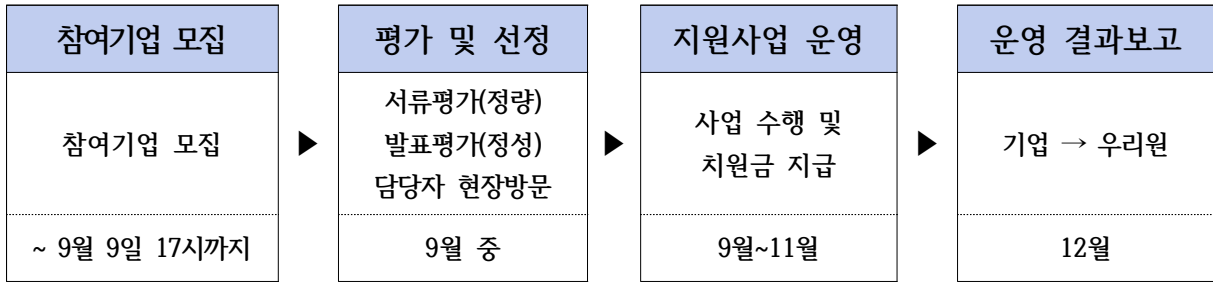 참여기업 모집
참여기업 모집
~ 9월 9일 17시까지
▶
평가 및 선정
서류평가(정량)
발표평가(정성)
담당자 현장방문
9월 중
▶
지원사업 운영
사업 수행 및
치원금 지급
9월~11월
▶
운영 결과보고
기업 → 우리원
12월